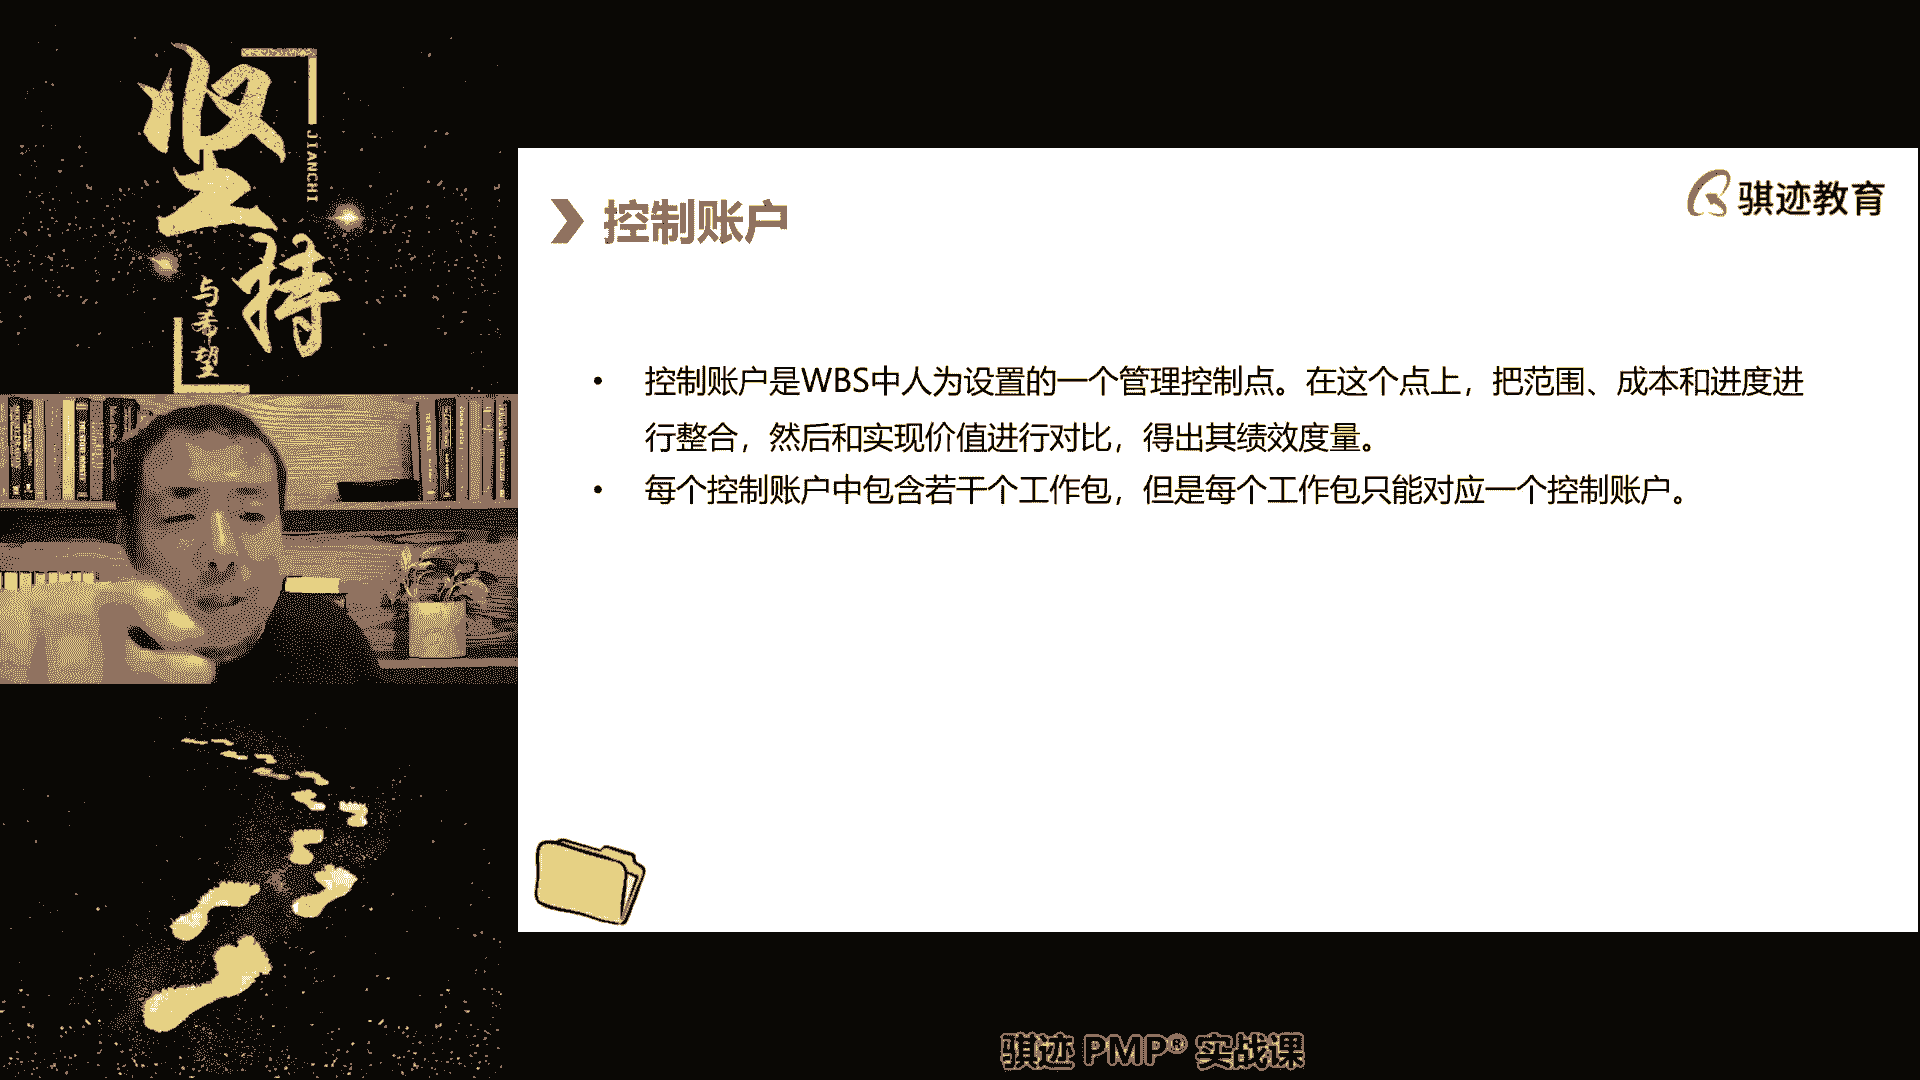 坚持
JIANCHI
与希望
骐迹教育
控制账户
• 控制账户是WBS中人为设置的一个管理控制点。在这个点上，把范围、成本和进度进
行整合，然后和实现价值进行对比，得出其绩效度量。
• 每个控制账户中包含若干个工作包，但是每个工作包只能对应一个控制账户。
骐迹 PMP® 实战课